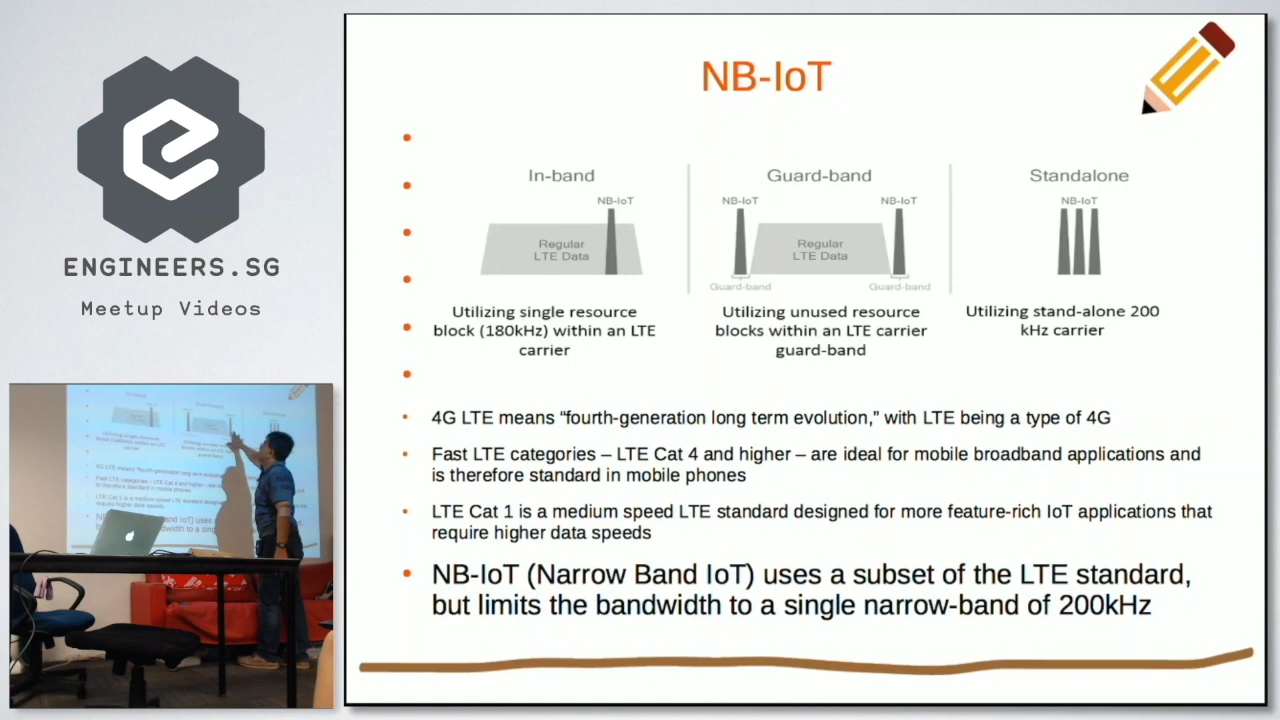 ENGINEERS.SG
Meetup Videos
NB-IoT
In-band
NB-IoT
Regular
LTE Data
Utilizing single resource
block (180kHz) within an LTE
carrier
Guard-band
NB-IoT
NB-IoT
Regular
LTE Data
Guard-band
Guard-band
Utilizing unused resource
blocks within an LTE carrier
guard-band
Standalone
NB-IoT
Utilizing stand-alone 200
kHz carrier
4G LTE means “fourth-generation long term evolution,” with LTE being a type of 4G
Fast LTE categories – LTE Cat 4 and higher – are ideal for mobile broadband applications and
is therefore standard in mobile phones
LTE Cat 1 is a medium speed LTE standard designed for more feature-rich IoT applications that
require higher data speeds
NB-IoT (Narrow Band IoT) uses a subset of the LTE standard,
but limits the bandwidth to a single narrow-band of 200kHz